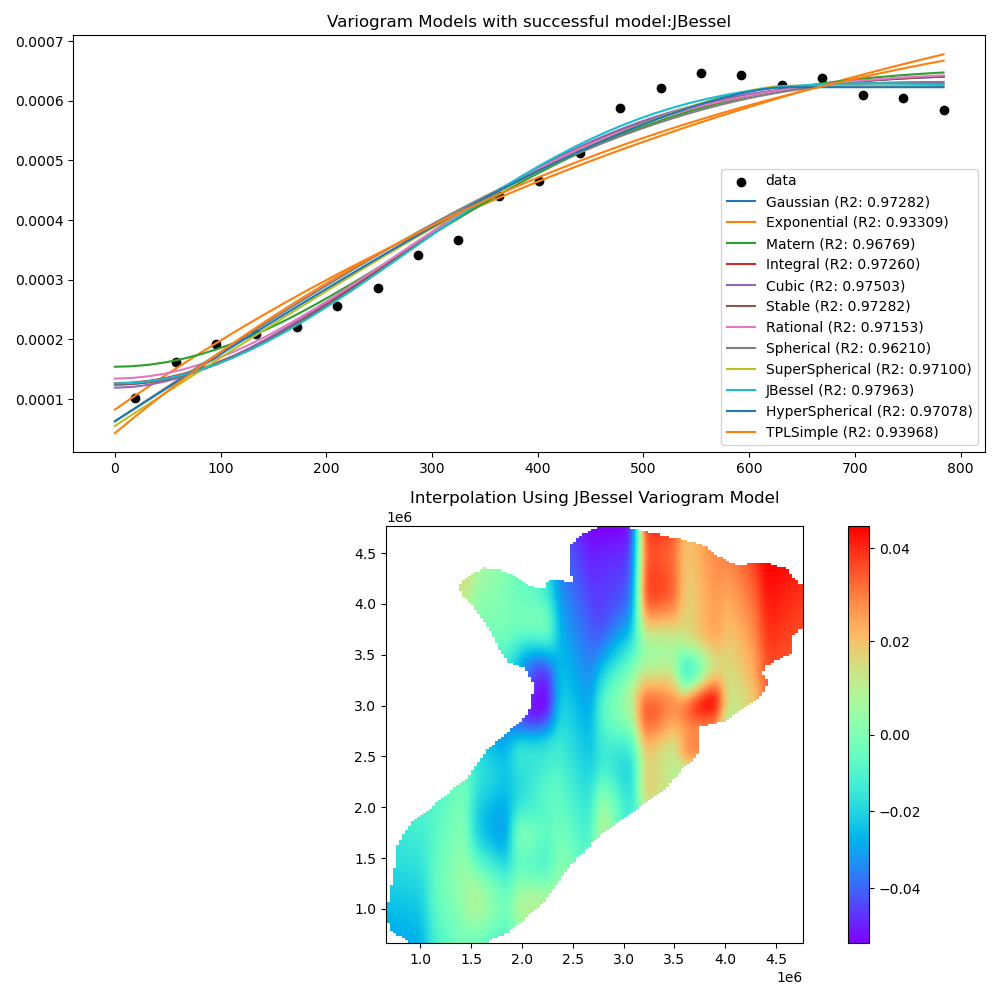 Variogram Models with successful model:JBessel
0.0007
0.0006
0.0005
0.0004
0.0003
0.0002
0.0001
data
Gaussian (R2: 0.97282)
Exponential (R2: 0.93309)
Matern (R2: 0.96769)
Integral (R2: 0.97260)
Cubic (R2: 0.97503)
Stable (R2: 0.97282)
Rational (R2: 0.97153)
Spherical (R2: 0.96210)
SuperSpherical (R2: 0.97100)
JBessel (R2: 0.97963)
HyperSpherical (R2: 0.97078)
TPLSimple (R2: 0.93968)
0 100 200 300 400 500 600 700 800
Interpolation Using JBessel Variogram Model
1e6
4.5
4.0
3.5
3.0
2.5
2.0
1.5
1.0
1.0 1.5 2.0 2.5 3.0 3.5 4.0 4.5
1e6
0.04
0.02
0.00
−0.02
−0.04